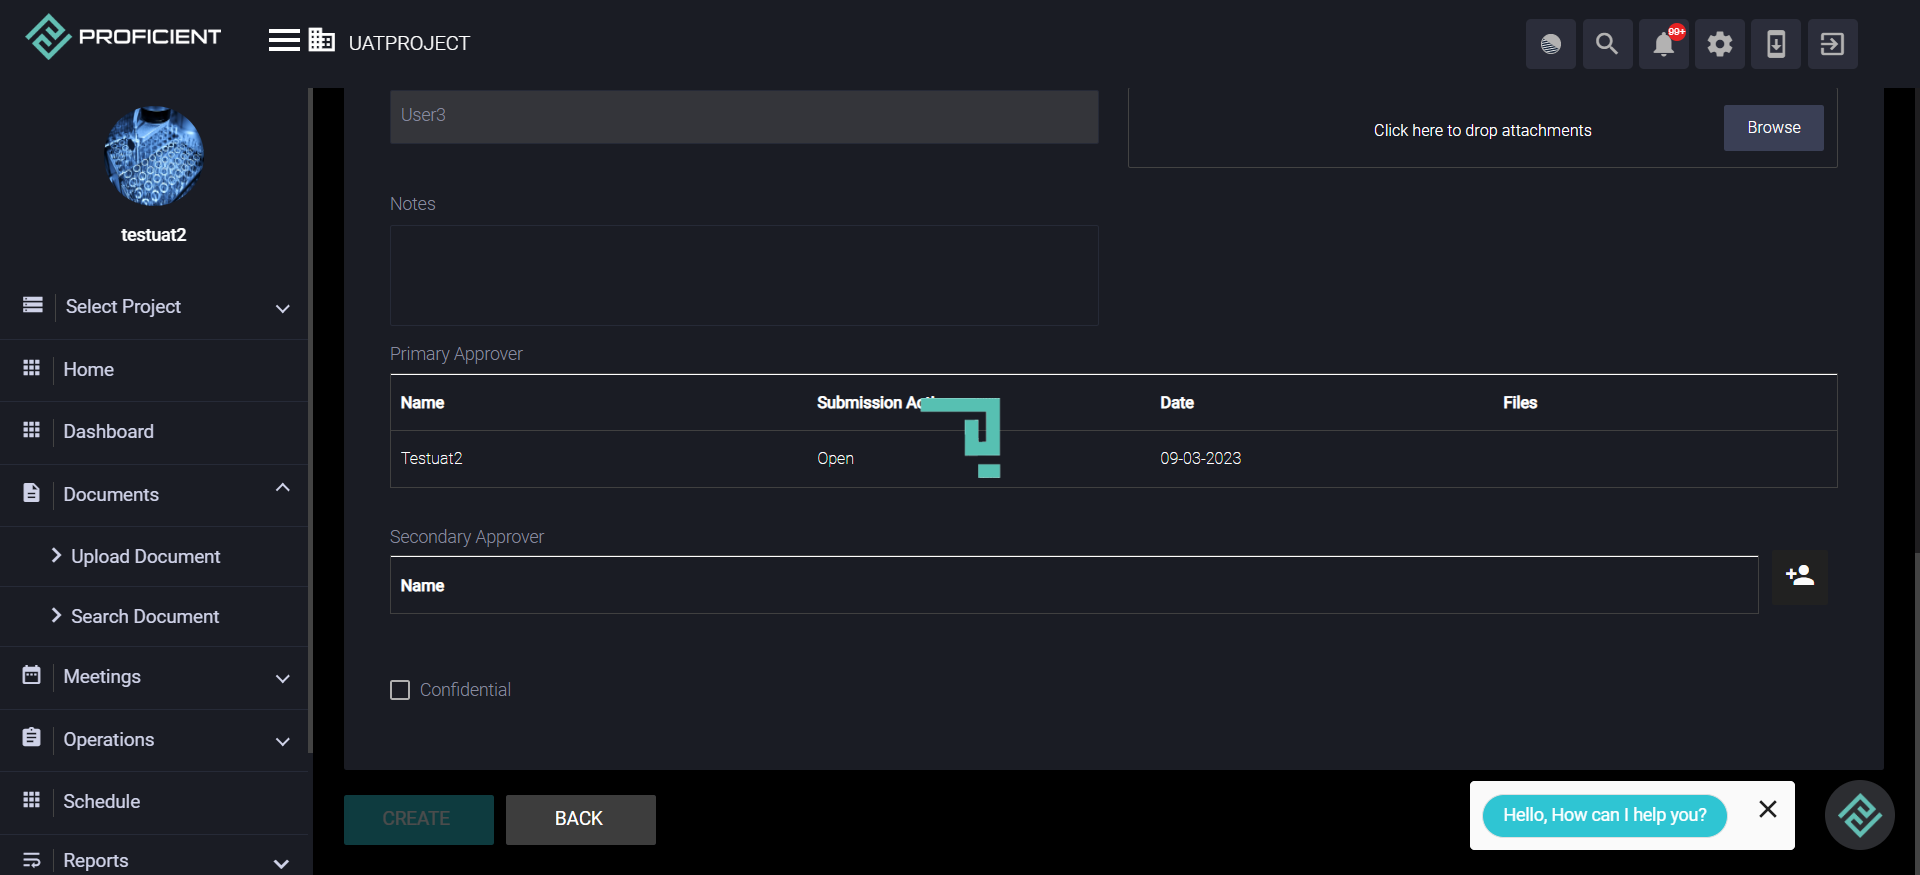 PROFICIENT
UATPROJECT
99+
testuat2
Select Project
Home
Dashboard
Documents
Upload Document
Search Document
Meetings
Operations
Schedule
Reports
User3
Click here to drop attachments
Browse
Notes
Primary Approver
Name
Submission
Date
Files
Testuat2
Open
09-03-2023
Secondary Approver
Name
Confidential
CREATE
BACK
Hello, How can I help you?